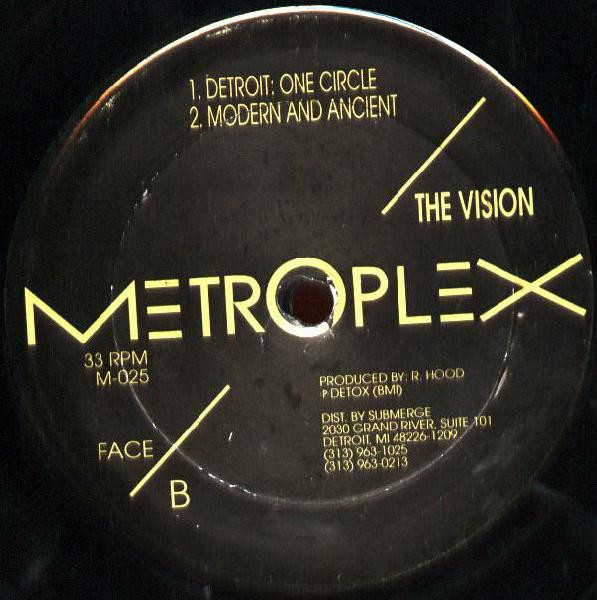 1. DETROIT: ONE CIRCLE
2. MODERN AND ANCIENT
THE VISION
METROPLEX
33 RPM
M-025
PRODUCED BY: R. HOOD
P DETOX (BMI)
DIST. BY SUBMERGE
2030 GRAND RIVER, SUITE 101
DETROIT, MI 48226-1209
(313) 963-1025
(313) 963-0213
FACE
B